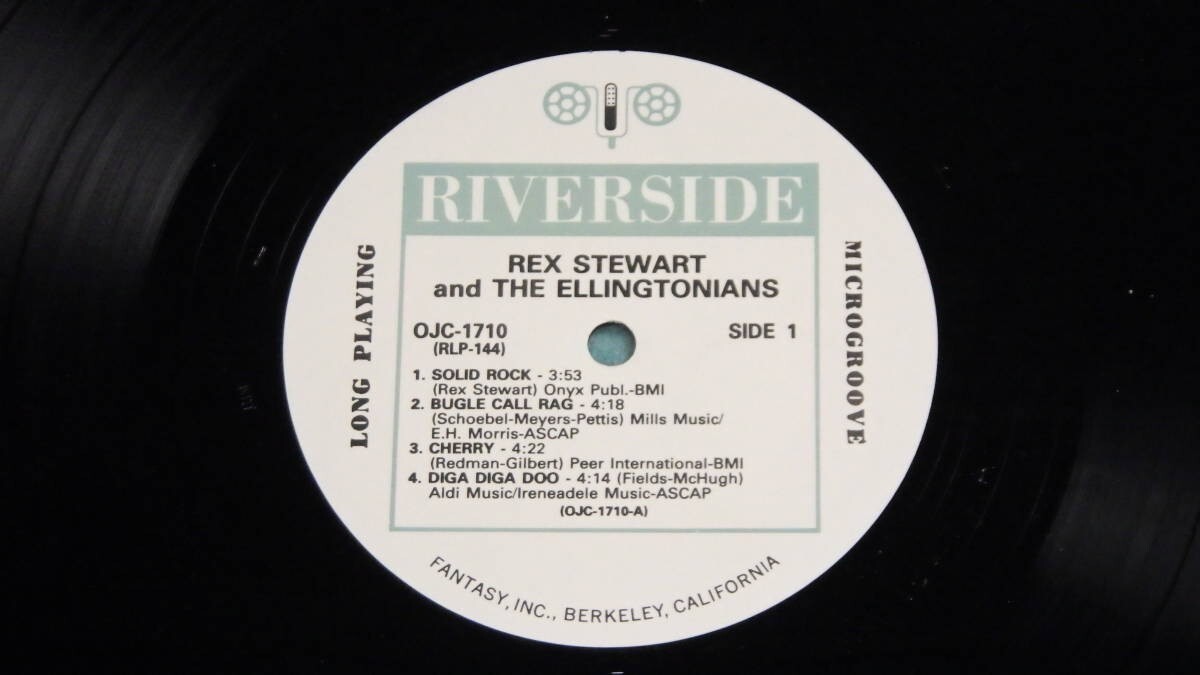 RIVERSIDE
REX STEWART
and THE ELLINGTONIANS
OJC-1710
SIDE 1
(RLP-144)
LONG PLAYING
MICROGROOVE
1. SOLID ROCK - 3:53
(Rex Stewart) Onyx Publ.-BMI
2. BUGLE CALL RAG - 4:18
(Schoebel-Meyers-Pettis) Mills Music/
E.H. Morris-ASCAP
3. CHERRY - 4:22
(Redman-Gilbert) Peer International-BMI
4. DIGA DIGA DOO - 4:14 (Fields-McHugh)
Aldi Music/Ireneadele Music-ASCAP
(OJC-1710-A)
FANTASY, INC., BERKELEY, CALIFORNIA